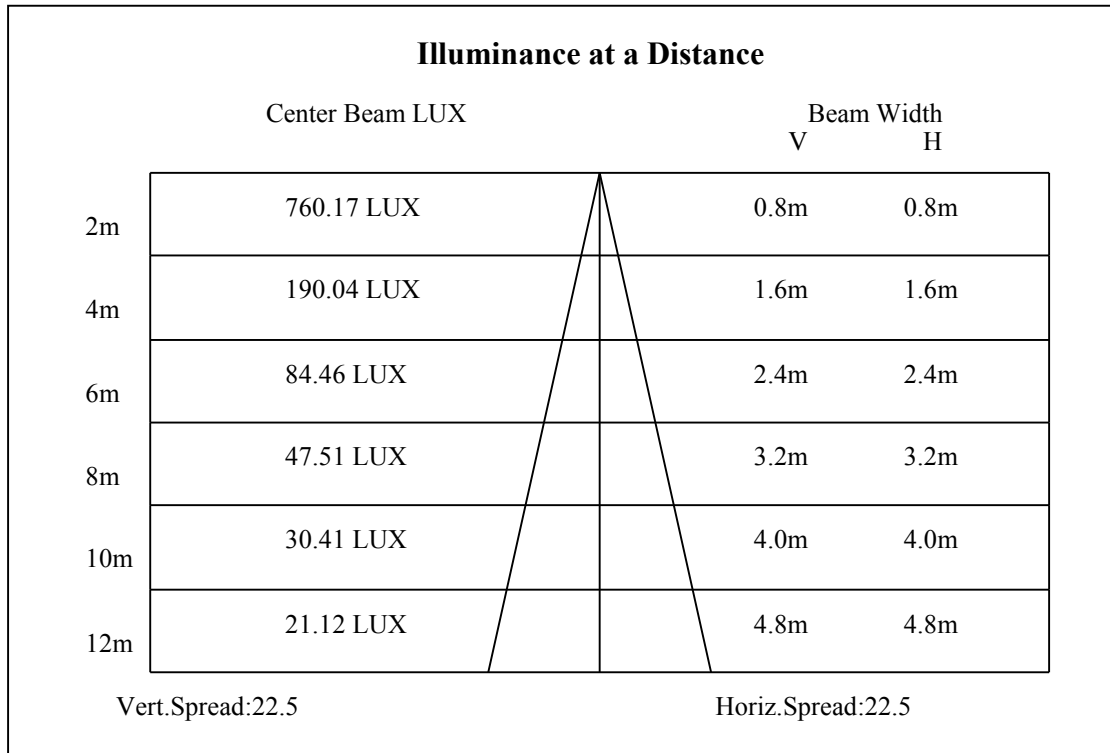 Illuminance at a Distance
Center Beam LUX Beam Width
V H
2m 760.17 LUX 0.8m 0.8m
4m 190.04 LUX 1.6m 1.6m
6m 84.46 LUX 2.4m 2.4m
8m 47.51 LUX 3.2m 3.2m
10m 30.41 LUX 4.0m 4.0m
12m 21.12 LUX 4.8m 4.8m
Vert.Spread:22.5 Horiz.Spread:22.5